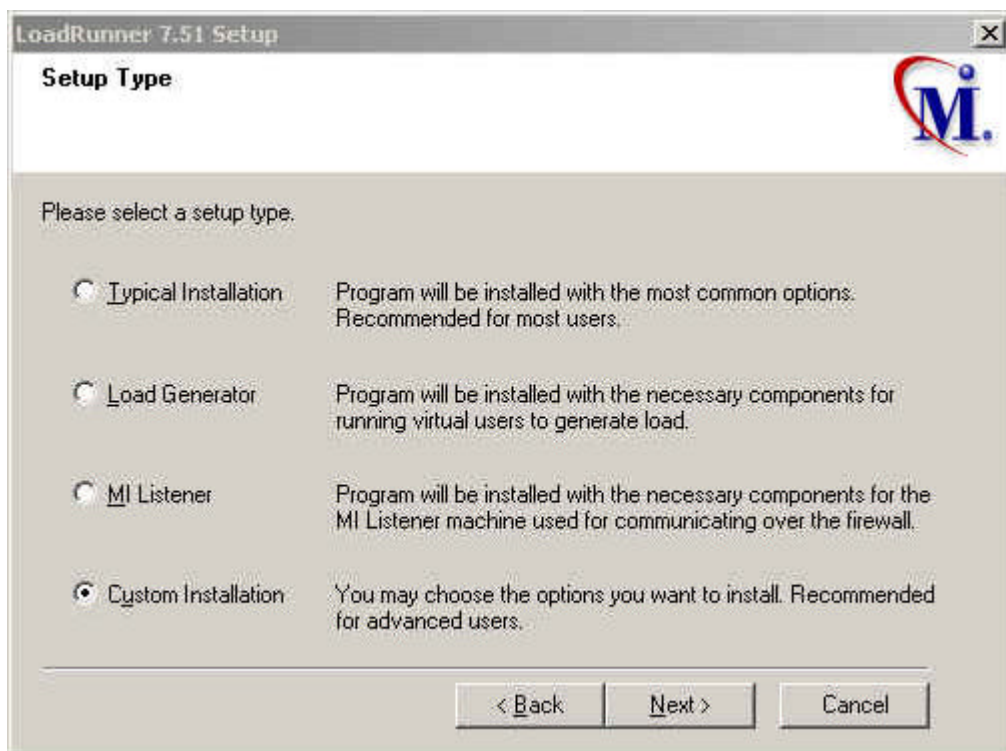 LoadRunner 7.51 Setup
Setup Type
M.
Please select a setup type.
Typical Installation
Program will be installed with the most common options.
Recommended for most users.
Load Generator
Program will be installed with the necessary components for
running virtual users to generate load.
MI Listener
Program will be installed with the necessary components for the
MI Listener machine used for communicating over the firewall.
Custom Installation
You may choose the options you want to install. Recommended
for advanced users.
< Back
Next >
Cancel